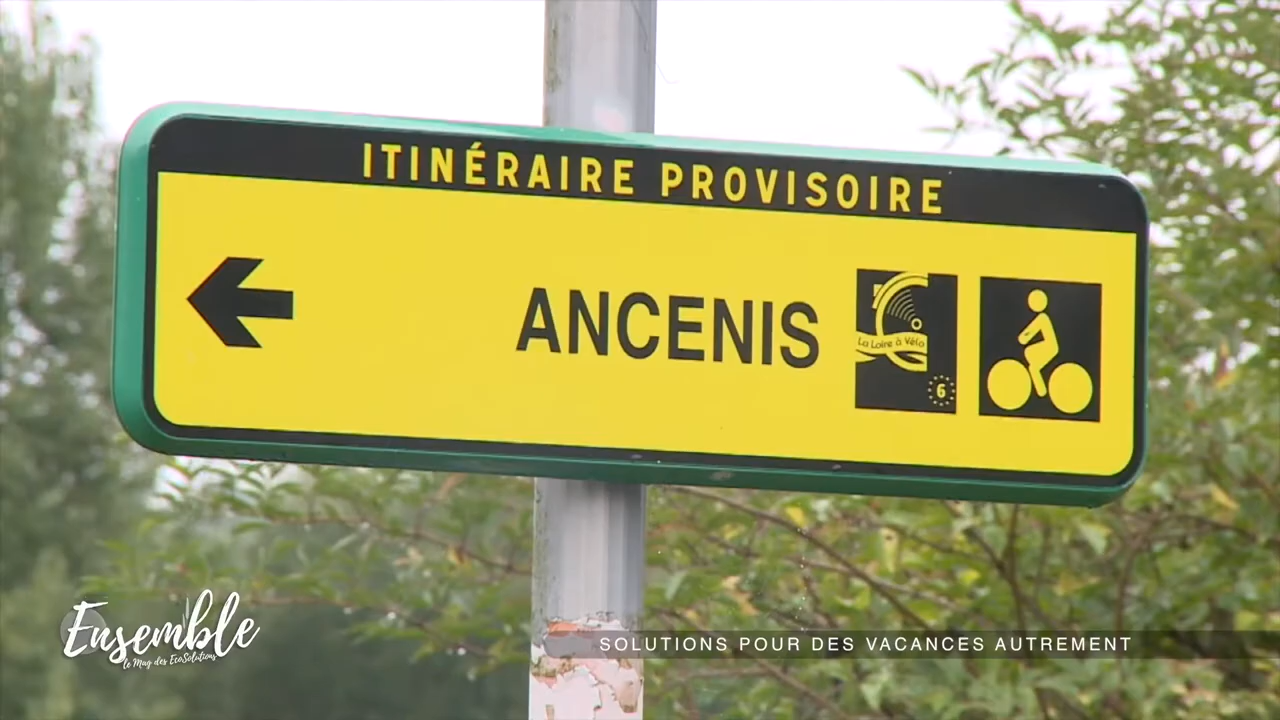 ITINÉRAIRE PROVISOIRE
ANCENIS
La Loire à Vélo
6
Ensemble
le Mag des EcoSolutions
SOLUTIONS POUR DES VACANCES AUTREMENT